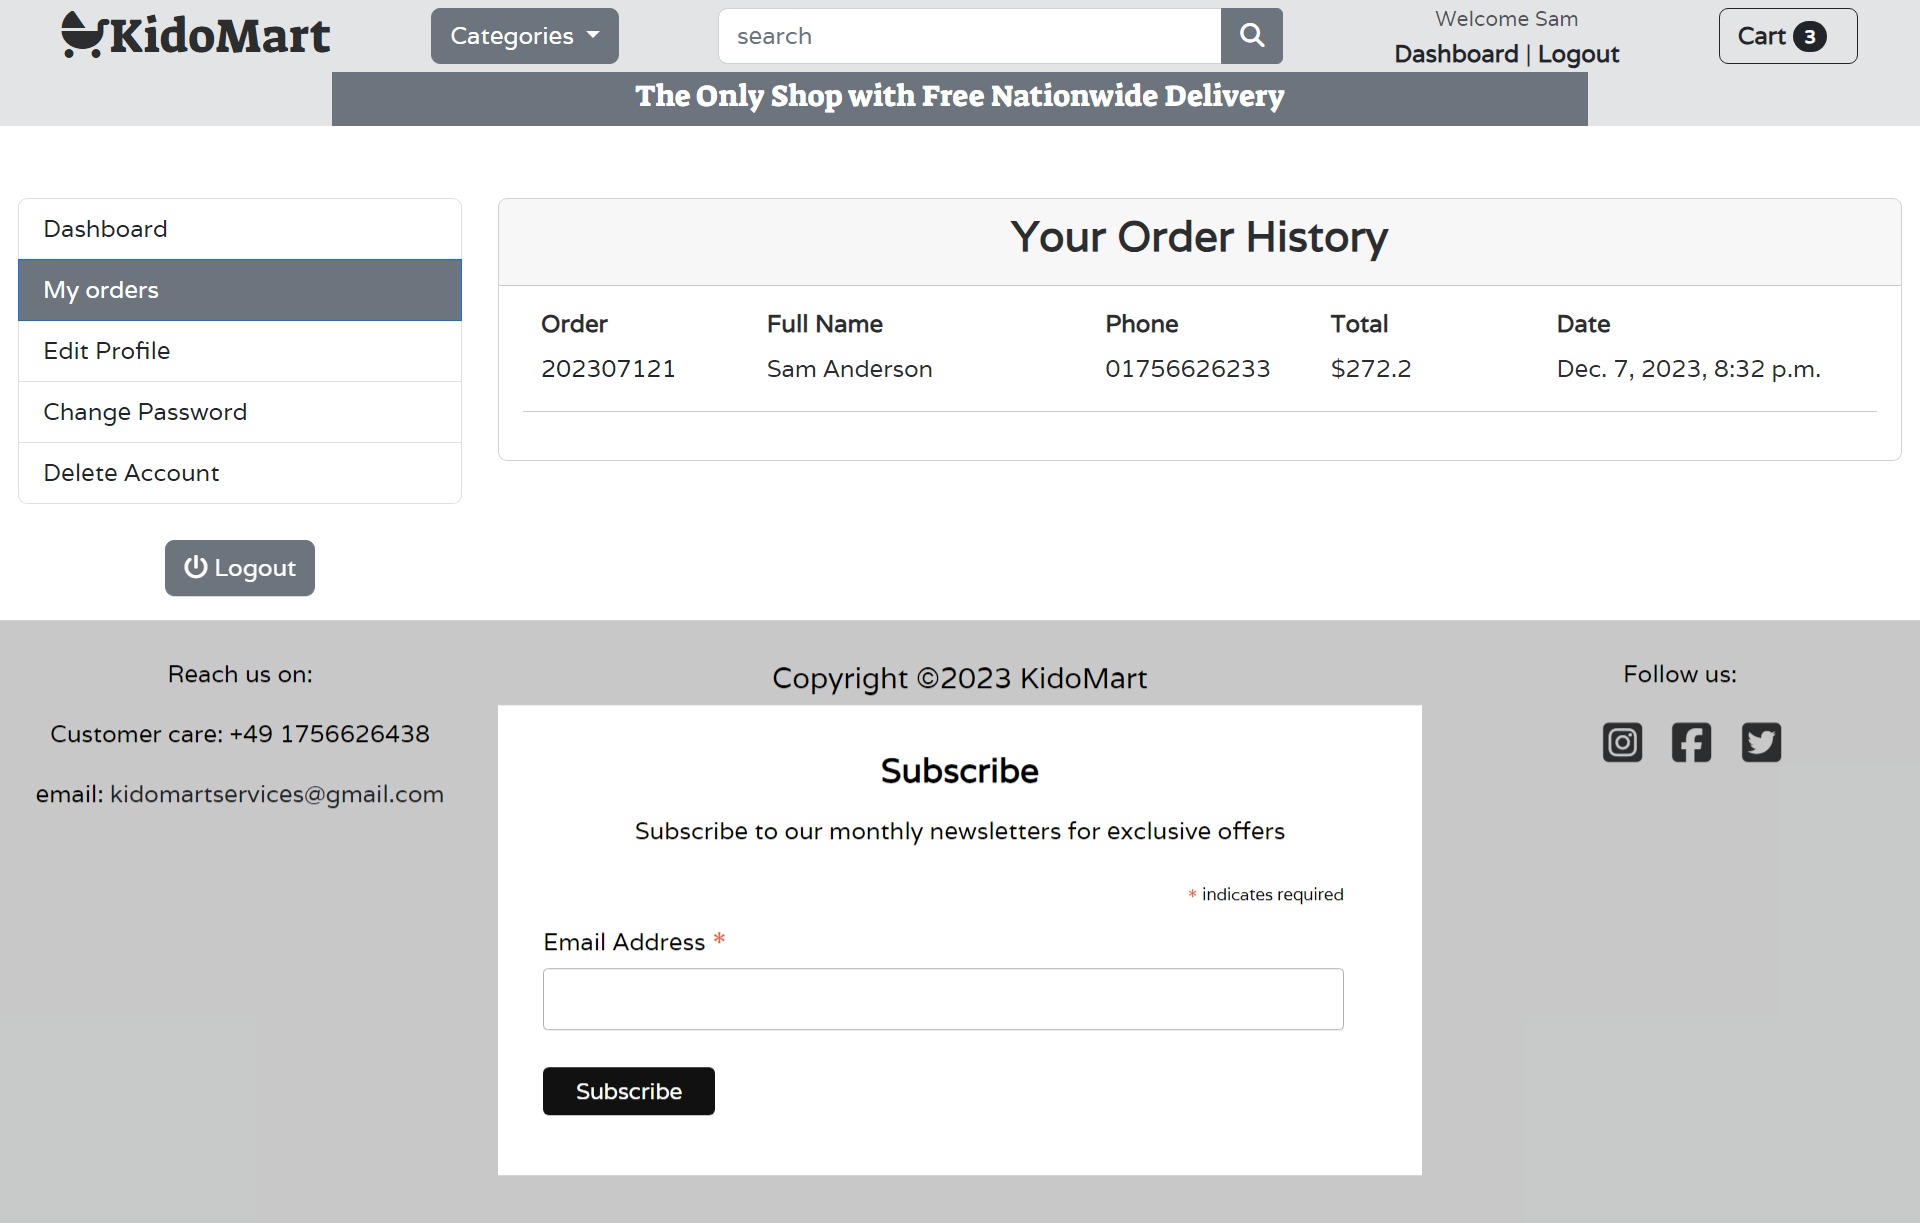 KidoMart
Categories
search
Welcome Sam
Dashboard | Logout
Cart 3
The Only Shop with Free Nationwide Delivery
Dashboard
My orders
Edit Profile
Change Password
Delete Account
Logout
Your Order History
Order Full Name Phone Total Date
202307121 Sam Anderson 01756626233 $272.2 Dec. 7, 2023, 8:32 p.m.
Reach us on:
Customer care: +49 1756626438
email: kidomartservices@gmail.com
Copyright ©2023 KidoMart
Subscribe
Subscribe to our monthly newsletters for exclusive offers
* indicates required
Email Address *
Subscribe
Follow us: